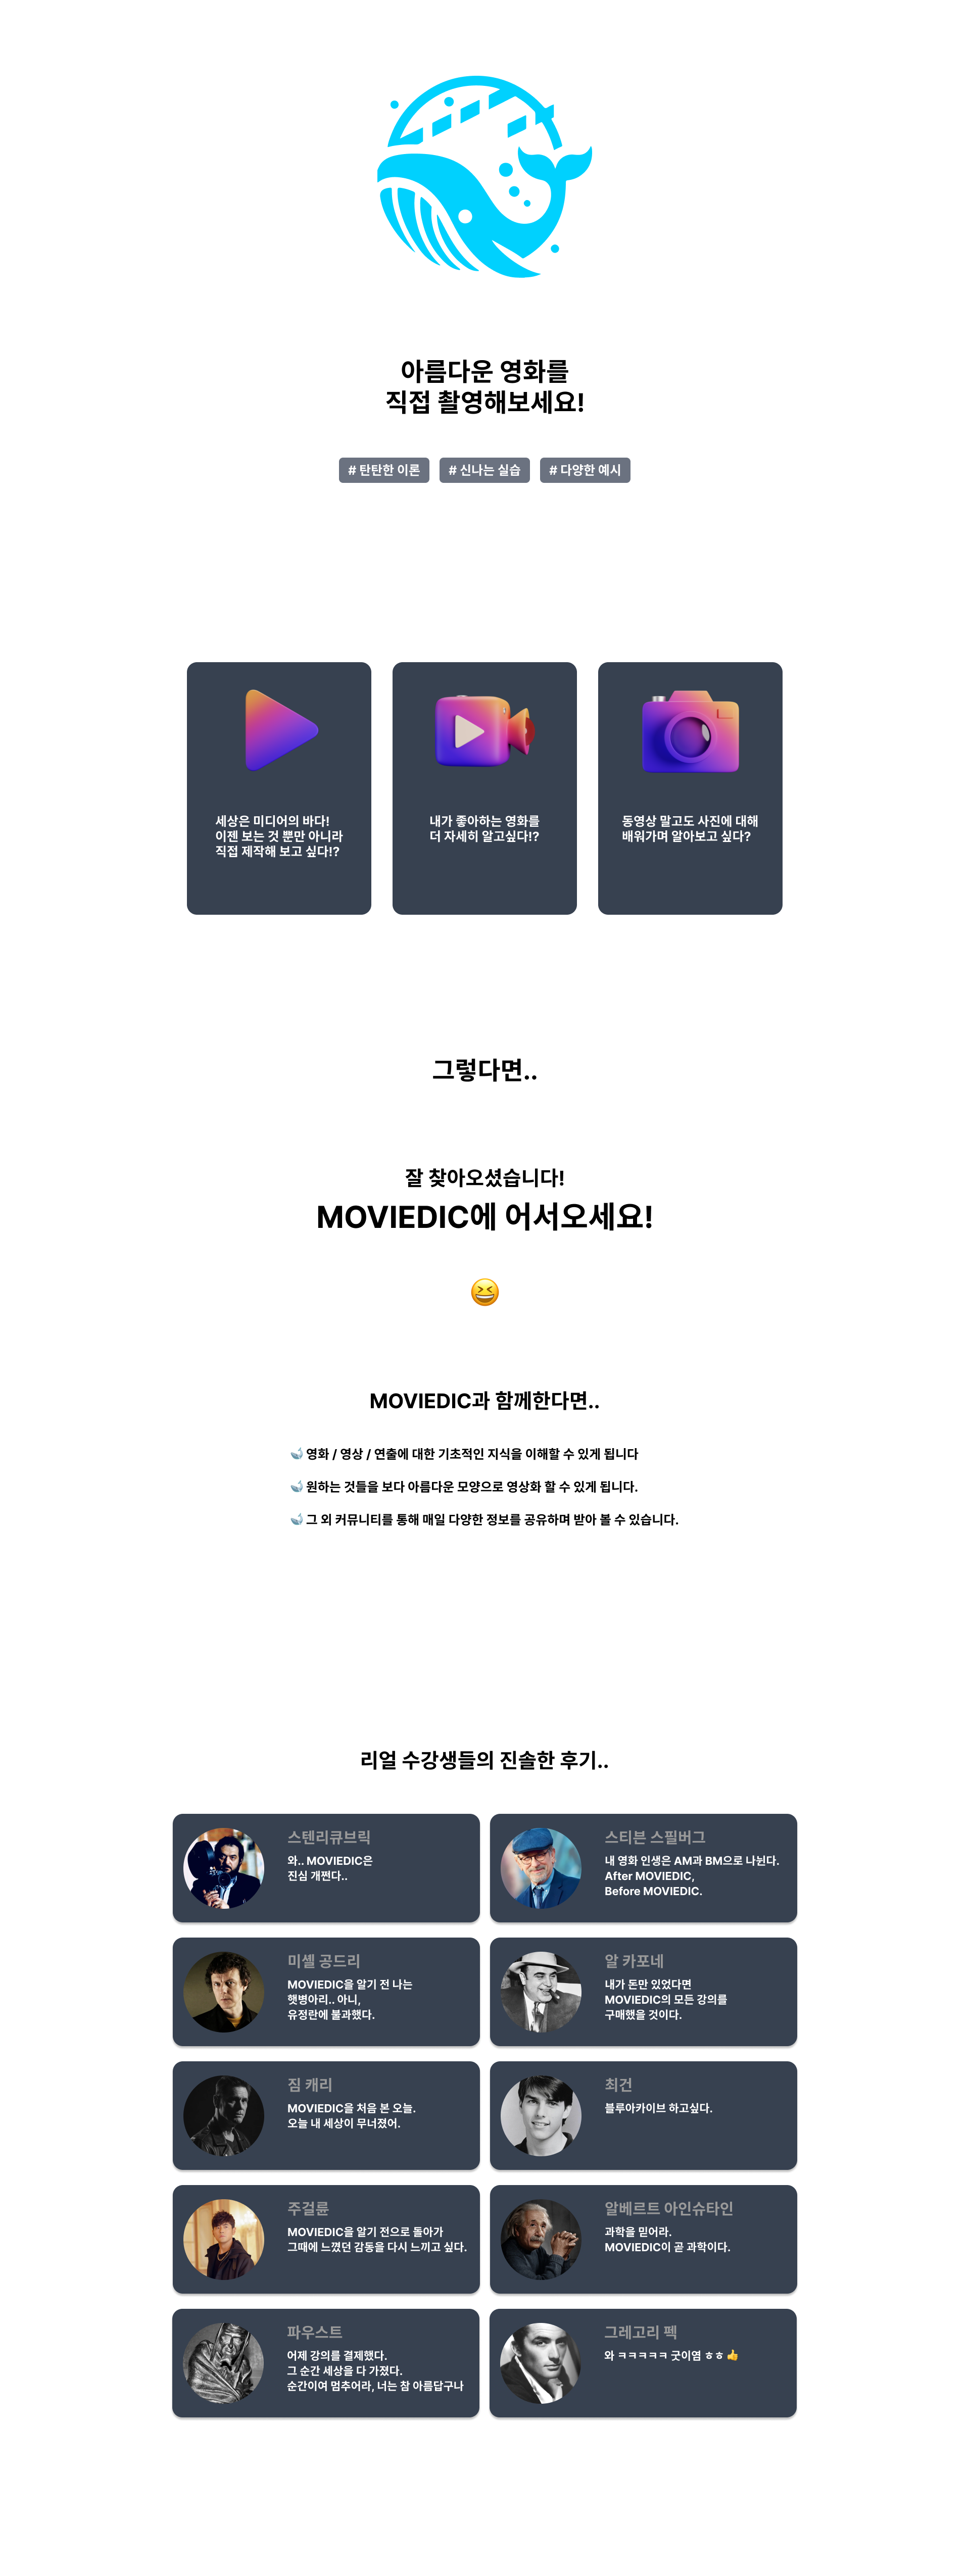 아름다운 영화를
직접 촬영해보세요!
# 탄탄한 이론
# 신나는 실습
# 다양한 예시
세상은 미디어의 바다!
이젠 보는 것 뿐만 아니라
직접 제작해 보고 싶다!?
내가 좋아하는 영화를
더 자세히 알고싶다!?
동영상 말고도 사진에 대해
배워가며 알아보고 싶다?
그렇다면..
잘 찾아오셨습니다!
MOVIEDIC에 어서오세요!
MOVIEDIC과 함께한다면..
영화 / 영상 / 연출에 대한 기초적인 지식을 이해할 수 있게 됩니다
원하는 것들을 보다 아름다운 모양으로 영상화 할 수 있게 됩니다.
그 외 커뮤니티를 통해 매일 다양한 정보를 공유하며 받아 볼 수 있습니다.
리얼 수강생들의 진솔한 후기..
스텐리큐브릭
와.. MOVIEDIC은
진심 개쩐다..
스티븐 스필버그
내 영화 인생은 AM과 BM으로 나뉜다.
After MOVIEDIC,
Before MOVIEDIC.
미셸 공드리
MOVIEDIC을 알기 전 나는
햇병아리.. 아니,
유정란에 불과했다.
알 카포네
내가 돈만 있었다면
MOVIEDIC의 모든 강의를
구매했을 것이다.
짐 캐리
MOVIEDIC을 처음 본 오늘.
오늘 내 세상이 무너졌어.
최건
블루아카이브 하고싶다.
주걸륜
MOVIEDIC을 알기 전으로 돌아가
그때에 느꼈던 감동을 다시 느끼고 싶다.
알베르트 아인슈타인
과학을 믿어라.
MOVIEDIC이 곧 과학이다.
파우스트
어제 강의를 결제했다.
그 순간 세상을 다 가졌다.
순간이여 멈추어라, 너는 참 아름답구나
그레고리 펙
와 ㅋㅋㅋㅋㅋ 굿이염 ㅎㅎ 👍